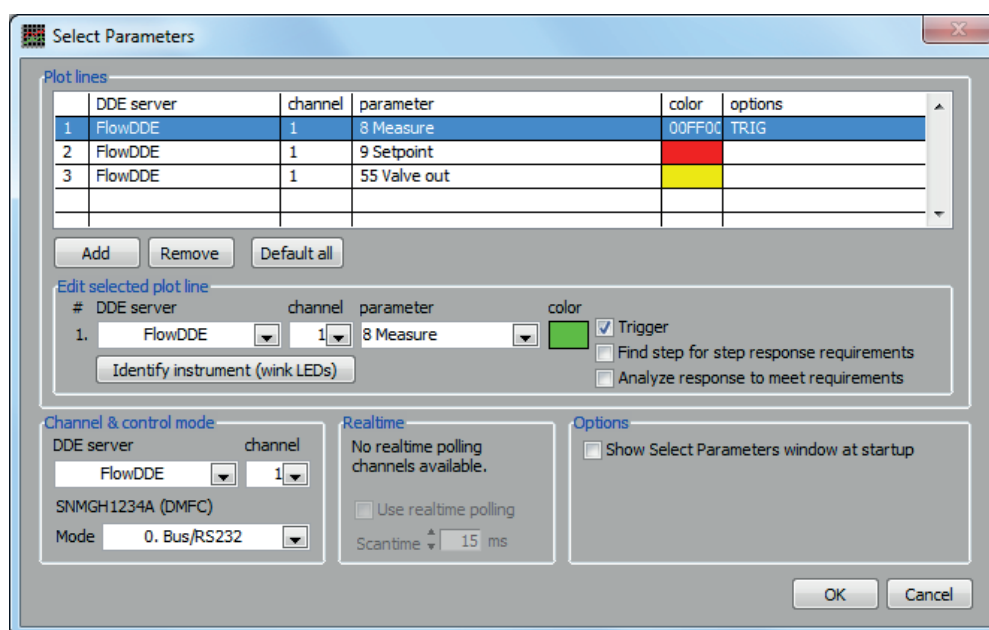 Select Parameters
Plot lines
DDE server channel parameter color options
1 FlowDDE 1 8 Measure 00FF00 TRIG
2 FlowDDE 1 9 Setpoint
3 FlowDDE 1 55 Valve out
Add Remove Default all
Edit selected plot line
# DDE server channel parameter color
1. FlowDDE 1 8 Measure
Trigger
Find step for step response requirements
Identify instrument (wink LEDs)
Analyze response to meet requirements
Channel & control mode
DDE server channel
FlowDDE 1
SNMGH1234A (DMFC)
Mode 0. Bus/RS232
Realtime
No realtime polling
channels available.
Use realtime polling
Scantime 15 ms
Options
Show Select Parameters window at startup
OK Cancel